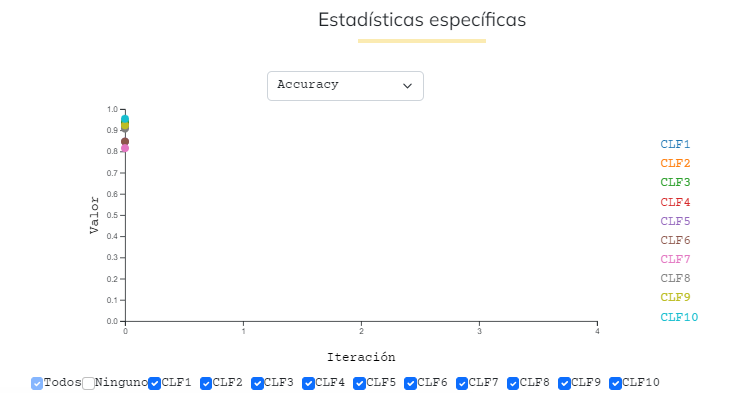 Estadísticas específicas
Accuracy
1.0
0.9
0.8
0.7
0.6
0.5
0.4
0.3
0.2
0.1
0.0
Valor
0 1 2 3 4
Iteración
CLF1
CLF2
CLF3
CLF4
CLF5
CLF6
CLF7
CLF8
CLF9
CLF10
Todos Ninguno CLF1 CLF2 CLF3 CLF4 CLF5 CLF6 CLF7 CLF8 CLF9 CLF10